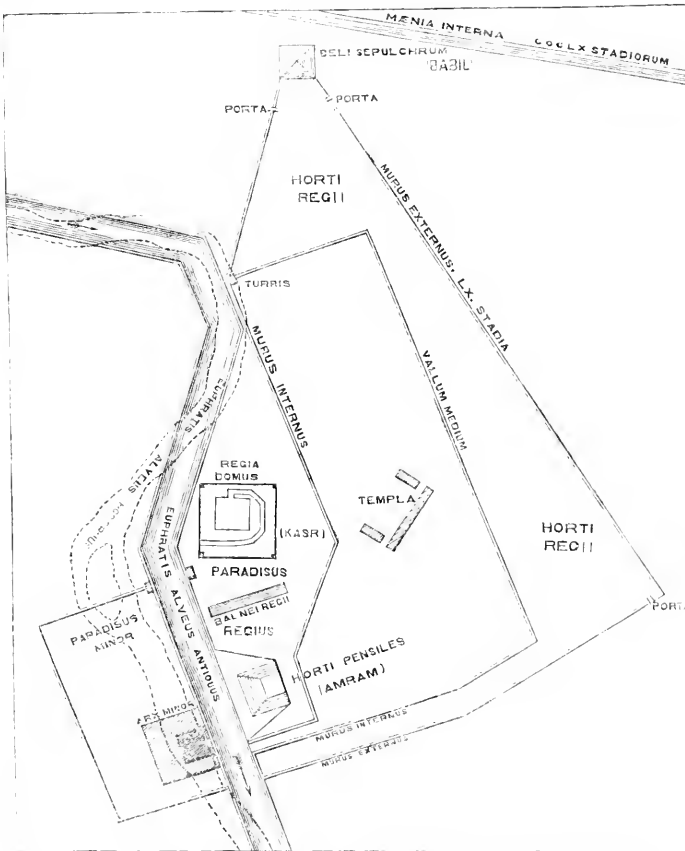 MÆNIA INTERNA CCCLX STADIORUM
BELI SEPULCHRUM
'BABIL'
PORTA
PORTA
HORTI
REGII
MURUS EXTERNUS, LX. STADIA
TURRIS
MURUS INTERNUS
VALLUM MEDIUM
EUPHRATIS
ALVEUS
REGIA
DOMUS
(KASR)
TEMPLA
HORTI
REGII
EUPHRATIS ALVEUS ANTIQUUS
PARADISUS
BALNEI REGII
REGIUS
PORTA
PARADISUS
MINOR
HORTI PENSILES
(AMRAM)
ARX MINOR
MURUS INTERNUS
MURUS EXTERNUS